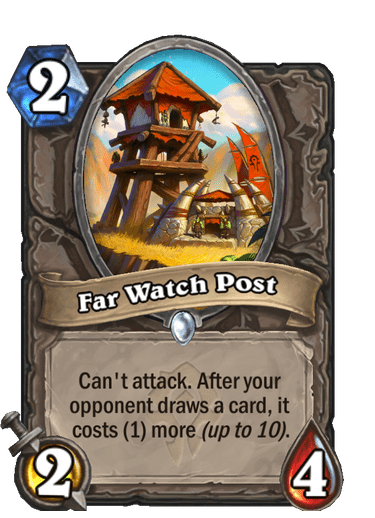 2
Far Watch Post
Can't attack. After your
opponent draws a card, it
costs (1) more (up to 10).
2
4